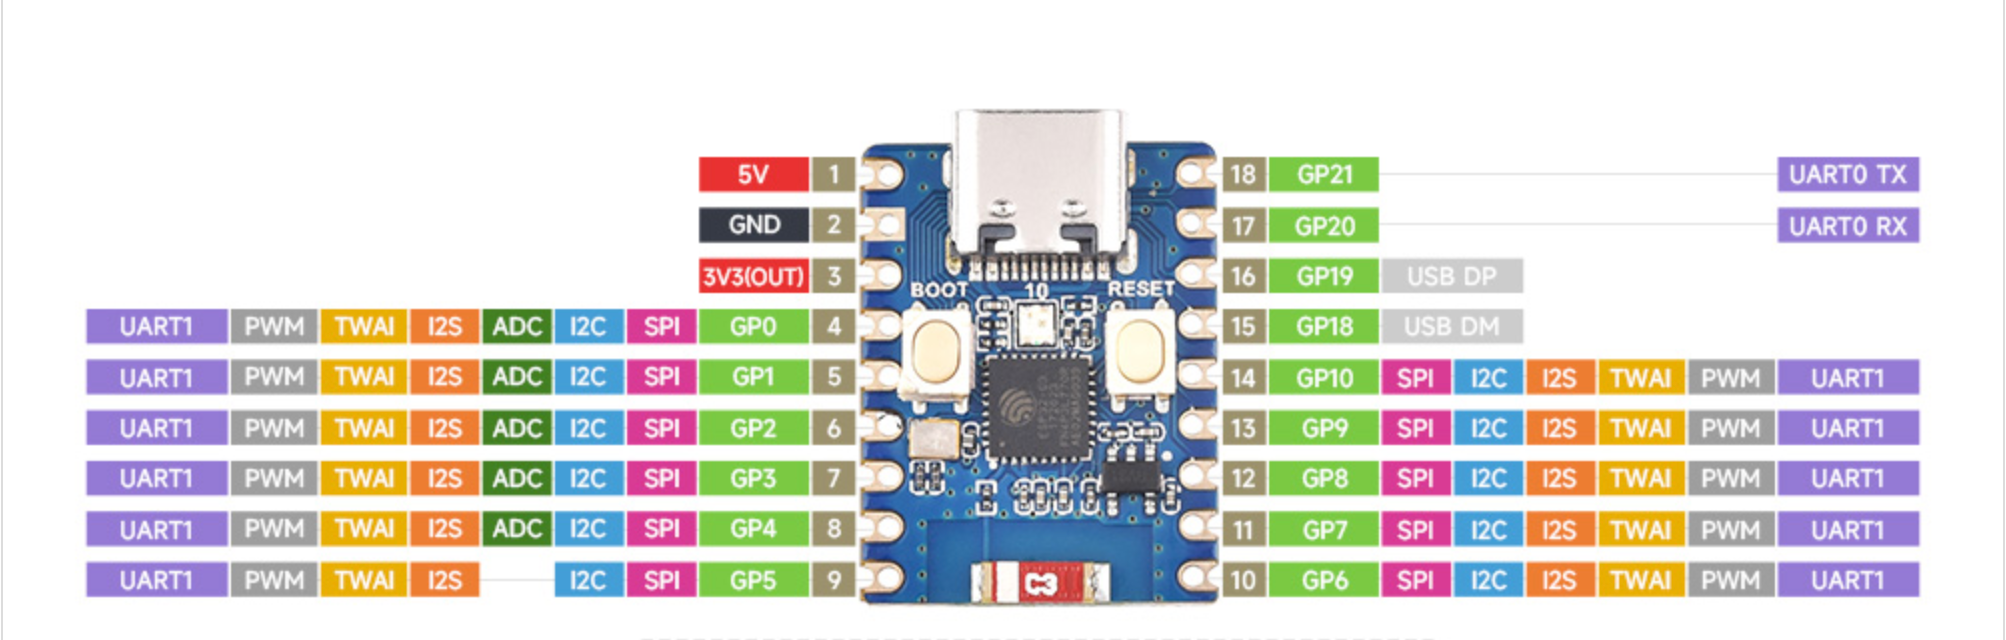 5V 1 18 GP21 UART0 TX
GND 2 17 GP20 UART0 RX
3V3(OUT) 3 16 GP19 USB DP
BOOT 10 RESET
UART1 PWM TWAI I2S ADC I2C SPI GP0 4 15 GP18 USB DM
UART1 PWM TWAI I2S ADC I2C SPI GP1 5 14 GP10 SPI I2C I2S TWAI PWM UART1
UART1 PWM TWAI I2S ADC I2C SPI GP2 6 13 GP9 SPI I2C I2S TWAI PWM UART1
UART1 PWM TWAI I2S ADC I2C SPI GP3 7 12 GP8 SPI I2C I2S TWAI PWM UART1
UART1 PWM TWAI I2S ADC I2C SPI GP4 8 11 GP7 SPI I2C I2S TWAI PWM UART1
UART1 PWM TWAI I2S I2C SPI GP5 9 10 GP6 SPI I2C I2S TWAI PWM UART1
C3